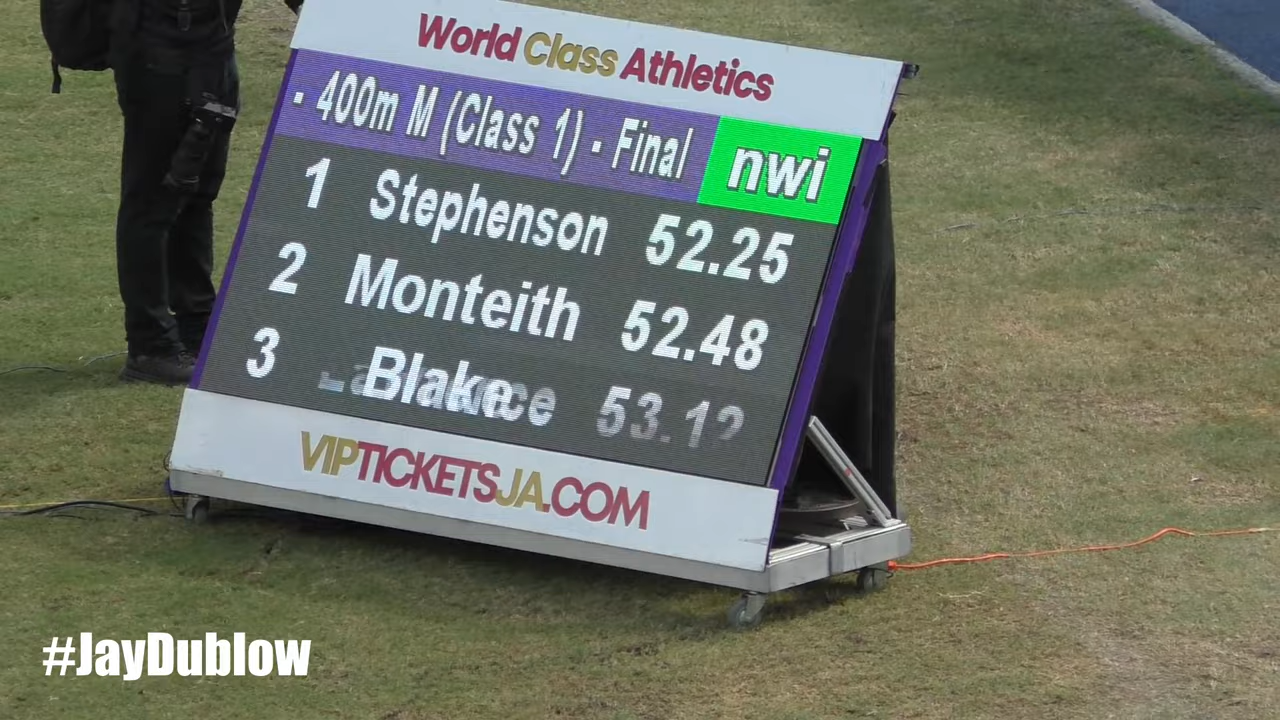 World Class Athletics
- 400m M (Class 1) - Final nwi
1 Stephenson 52.25
2 Monteith 52.48
3 Blake
VIPTICKETSJA.COM
#JayDublow